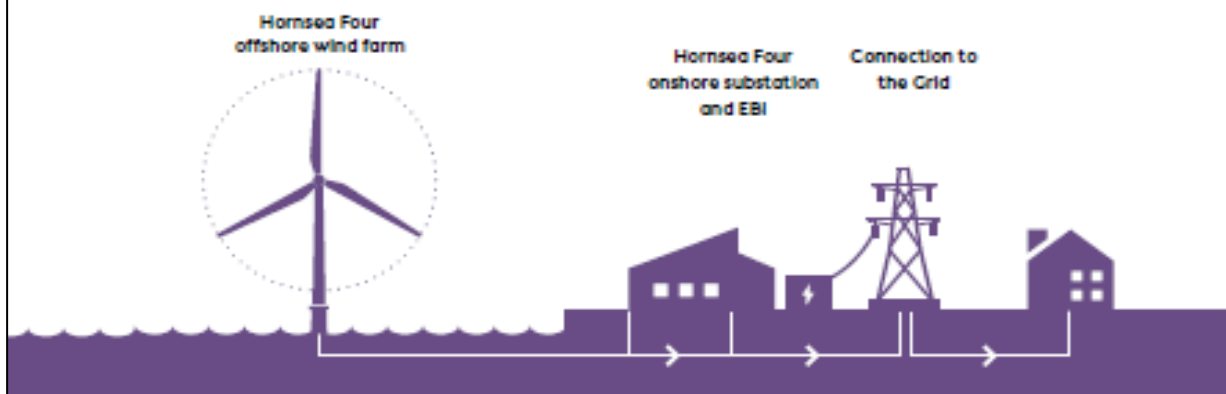 Hornsea Four
offshore wind farm
Hornsea Four
onshore substation
and EBI
Connection to
the Grid